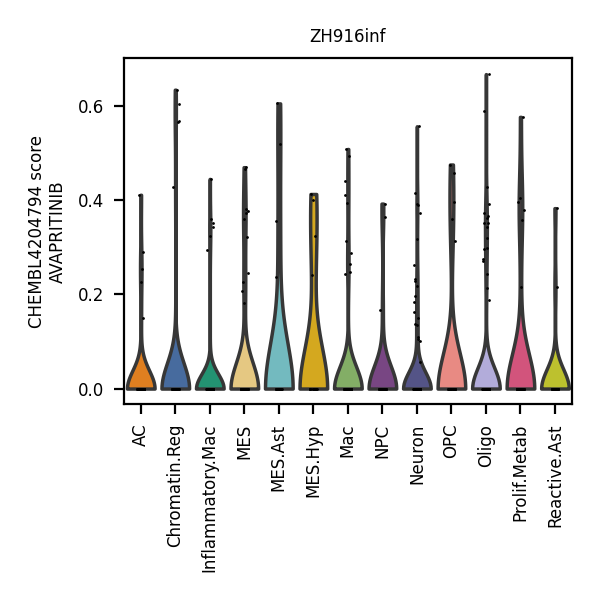 ZH916inf
CHEMBL4204794 score
AVAPRITINIB
0.6
0.4
0.2
0.0
AC
Chromatin.Reg
Inflammatory.Mac
MES
MES.Ast
MES.Hyp
Mac
NPC
Neuron
OPC
Oligo
Prolif.Metab
Reactive.Ast